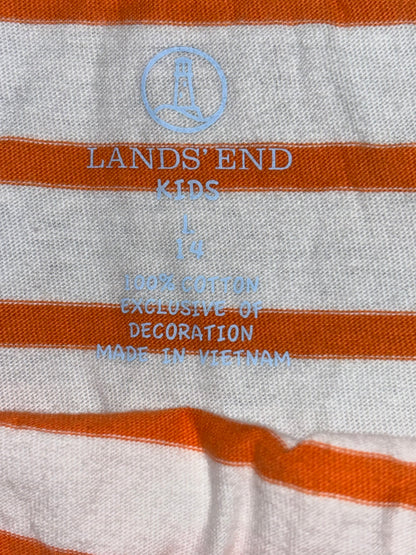 LANDS' END
KIDS
L
14
100% COTTON
EXCLUSIVE OF
DECORATION
MADE IN VIETNAM